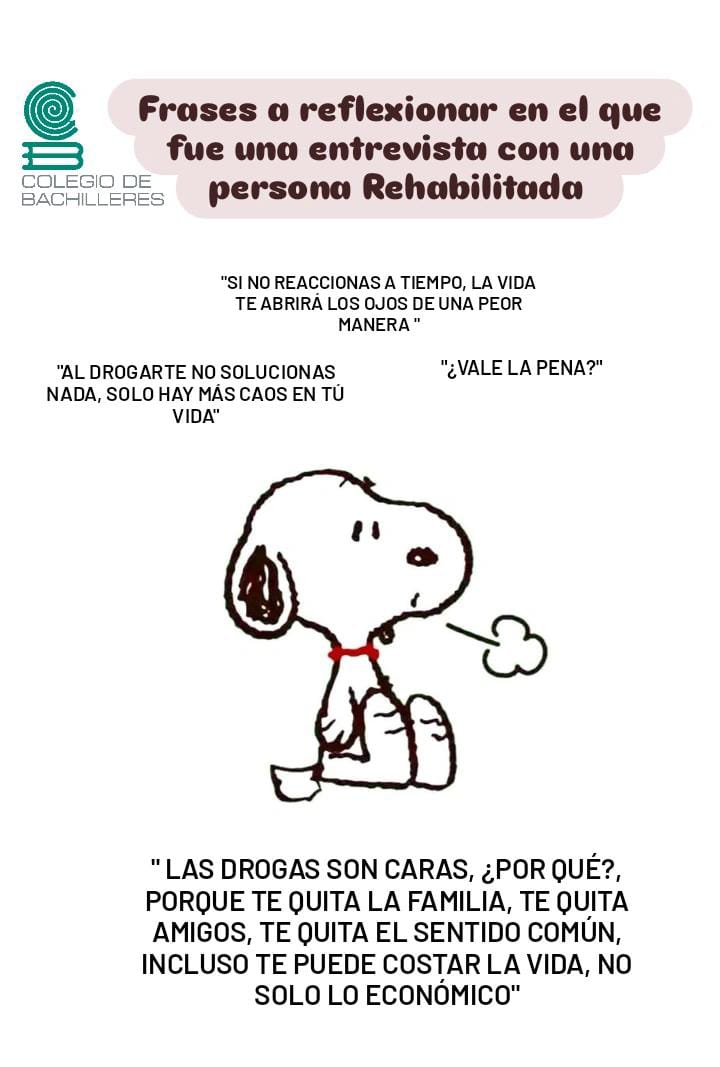 Frases a reflexionar en el que
fue una entrevista con una
persona Rehabilitada
COLEGIO DE
BACHILLERES
"SI NO REACCIONAS A TIEMPO, LA VIDA
TE ABRIRÁ LOS OJOS DE UNA PEOR
MANERA "
"AL DROGARTE NO SOLUCIONAS
NADA, SOLO HAY MÁS CAOS EN TÚ
VIDA"
"¿VALE LA PENA?"
" LAS DROGAS SON CARAS, ¿POR QUÉ?,
PORQUE TE QUITA LA FAMILIA, TE QUITA
AMIGOS, TE QUITA EL SENTIDO COMÚN,
INCLUSO TE PUEDE COSTAR LA VIDA, NO
SOLO LO ECONÓMICO"